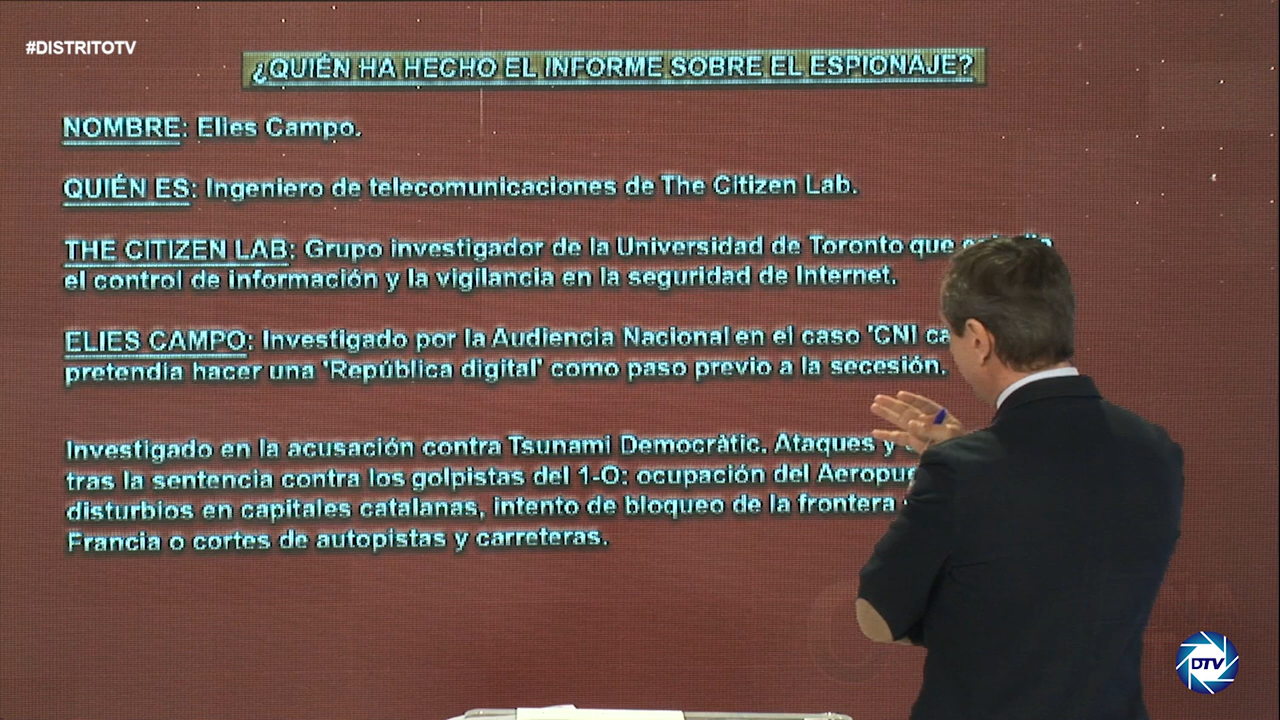 #DISTRITOTV
¿QUIÉN HA HECHO EL INFORME SOBRE EL ESPIONAJE?
NOMBRE: Elies Campo.
QUIÉN ES: Ingeniero de telecomunicaciones de The Citizen Lab.
THE CITIZEN LAB: Grupo investigador de la Universidad de Toronto que
el control de información y la vigilancia en la seguridad de Internet.
ELIES CAMPO: Investigado por la Audiencia Nacional en el caso 'CNI
pretendía hacer una 'República digital' como paso previo a la secesión.
Investigado en la acusación contra Tsunami Democràtic. Ataques y
tras la sentencia contra los golpistas del 1-O: ocupación del
disturbios en capitales catalanas, intento de bloqueo de la frontera
Francia o cortes de autopistas y carreteras.
DTV